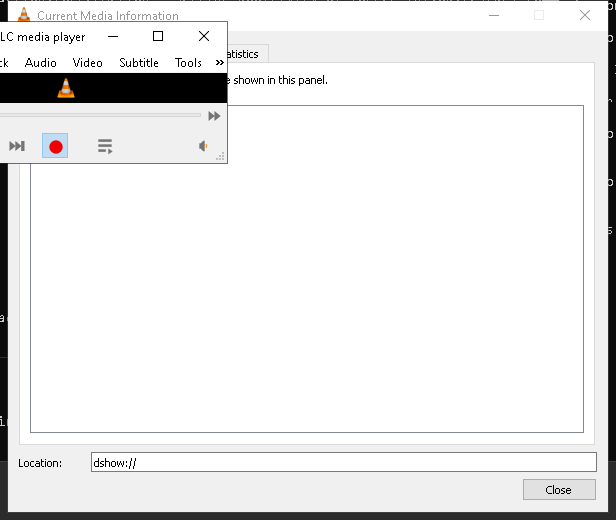 Current Media Information
LC media player
ck Audio Video Subtitle Tools »
atistics
e shown in this panel.
Location: dshow://
Close